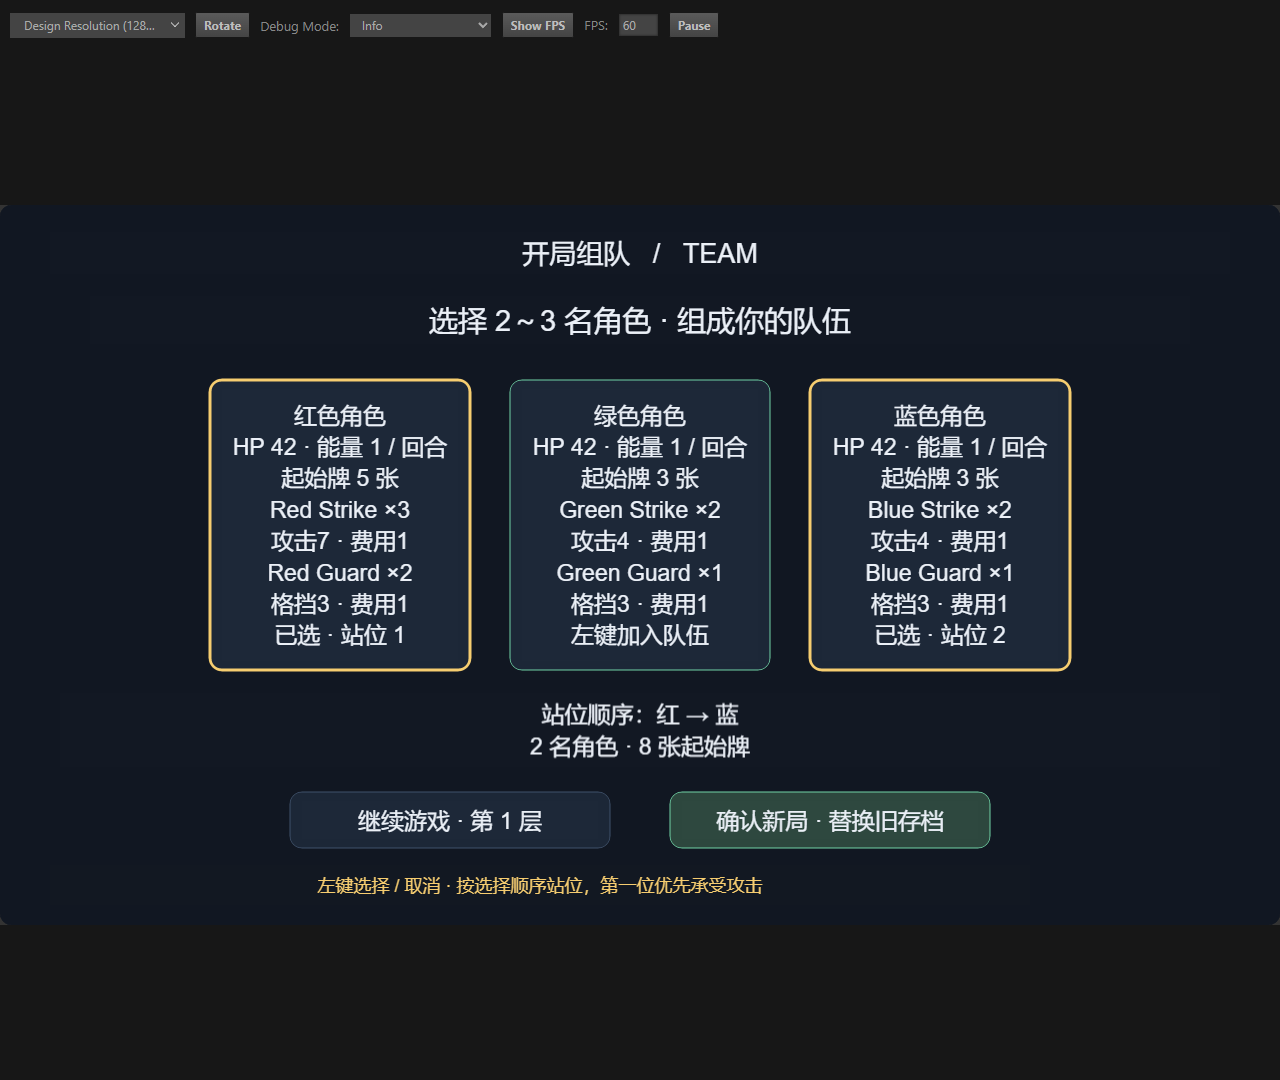 Design Resolution (128... Rotate Debug Mode: Info Show FPS FPS: 60 Pause
开局组队 / TEAM
选择 2～3 名角色 · 组成你的队伍
红色角色
HP 42 · 能量 1 / 回合
起始牌 5 张
Red Strike ×3
攻击7 · 费用1
Red Guard ×2
格挡3 · 费用1
已选 · 站位 1
绿色角色
HP 42 · 能量 1 / 回合
起始牌 3 张
Green Strike ×2
攻击4 · 费用1
Green Guard ×1
格挡3 · 费用1
左键加入队伍
蓝色角色
HP 42 · 能量 1 / 回合
起始牌 3 张
Blue Strike ×2
攻击4 · 费用1
Blue Guard ×1
格挡3 · 费用1
已选 · 站位 2
站位顺序：红 → 蓝
2 名角色 · 8 张起始牌
继续游戏 · 第 1 层
确认新局 · 替换旧存档
左键选择 / 取消 · 按选择顺序站位，第一位优先承受攻击